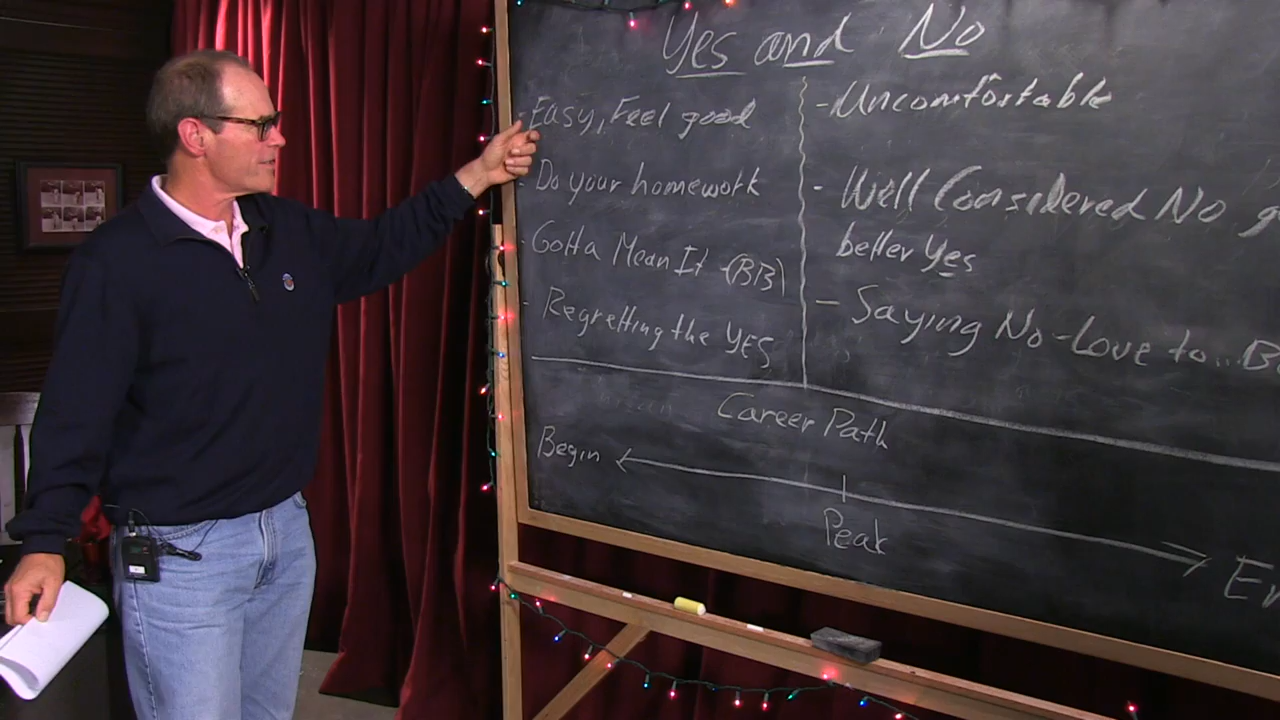 Yes and No
- Easy, Feel good
- Do your homework
- Gotta Mean It (BB)
- Regretting the YES
- Uncomfortable
- Well Considered No
better Yes
- Saying No-Love to...
Career Path
Begin
Peak